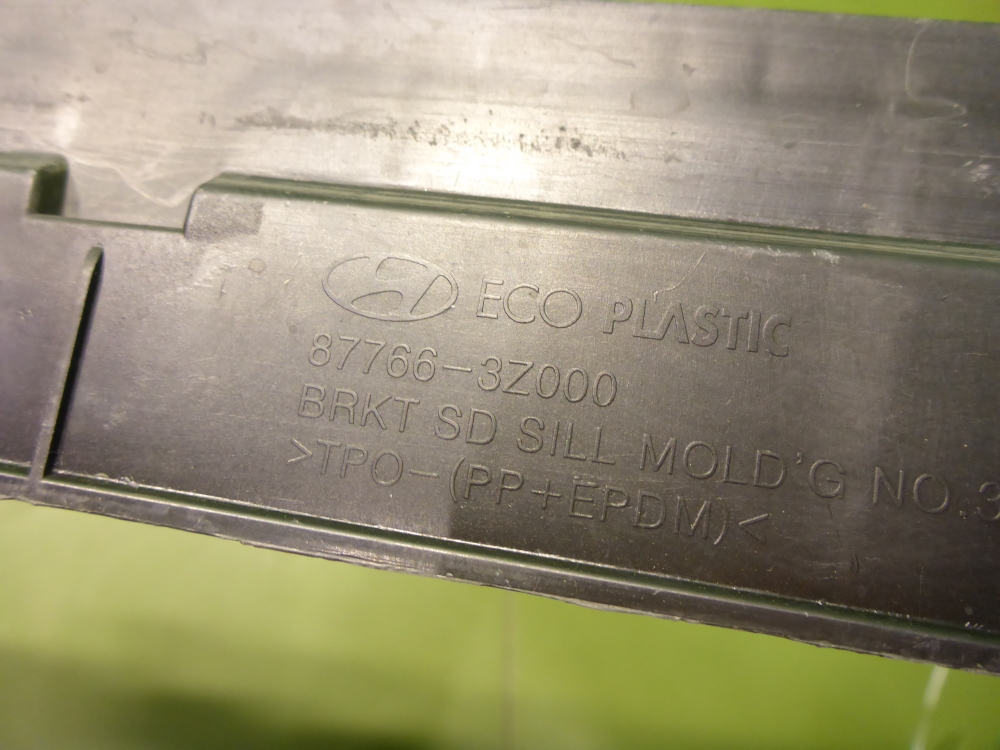 ECO PLASTIC
87766-3Z000
BRKT SD SILL MOLD'G NO.3
>TPO-(PP+EPDM)<